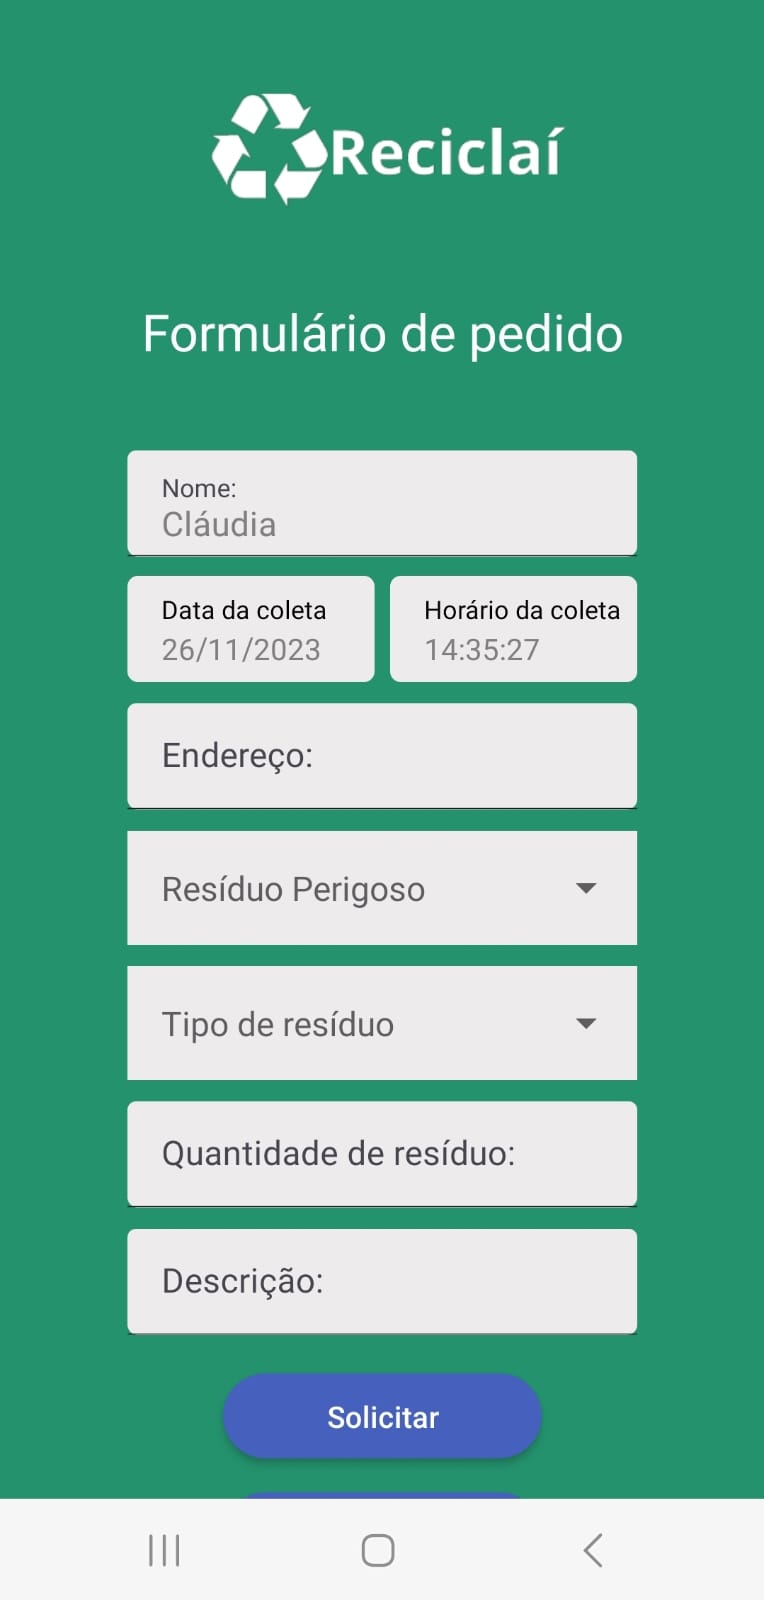 Reciclaí
Formulário de pedido
Nome:
Cláudia
Data da coleta
26/11/2023
Horário da coleta
14:35:27
Endereço:
Resíduo Perigoso
Tipo de resíduo
Quantidade de resíduo:
Descrição:
Solicitar